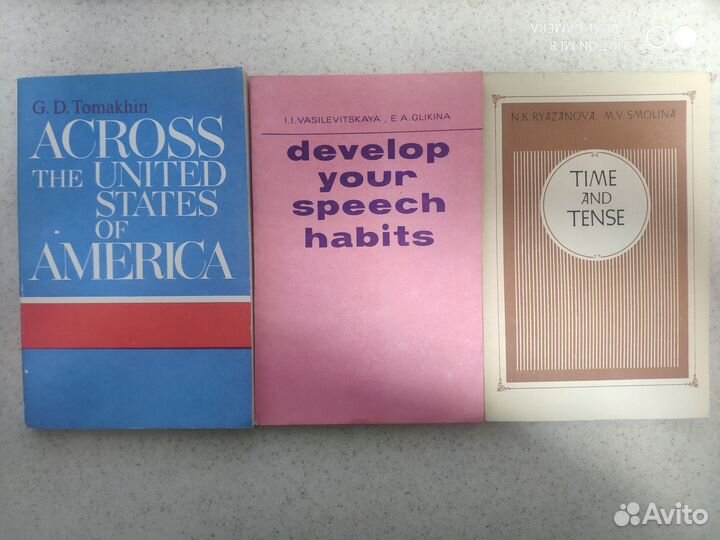 G. D. Tomakhin
ACROSS
THE UNITED
STATES
OF
AMERICA
I.I. VASILEVITSKAYA, E. A. GLIKINA
develop
your
speech
habits
N. K. RYAZANOVA, M. V. SMOLINA
TIME
AND
TENSE
SHOT ON MI 8
DUAL CAMERA
Avito